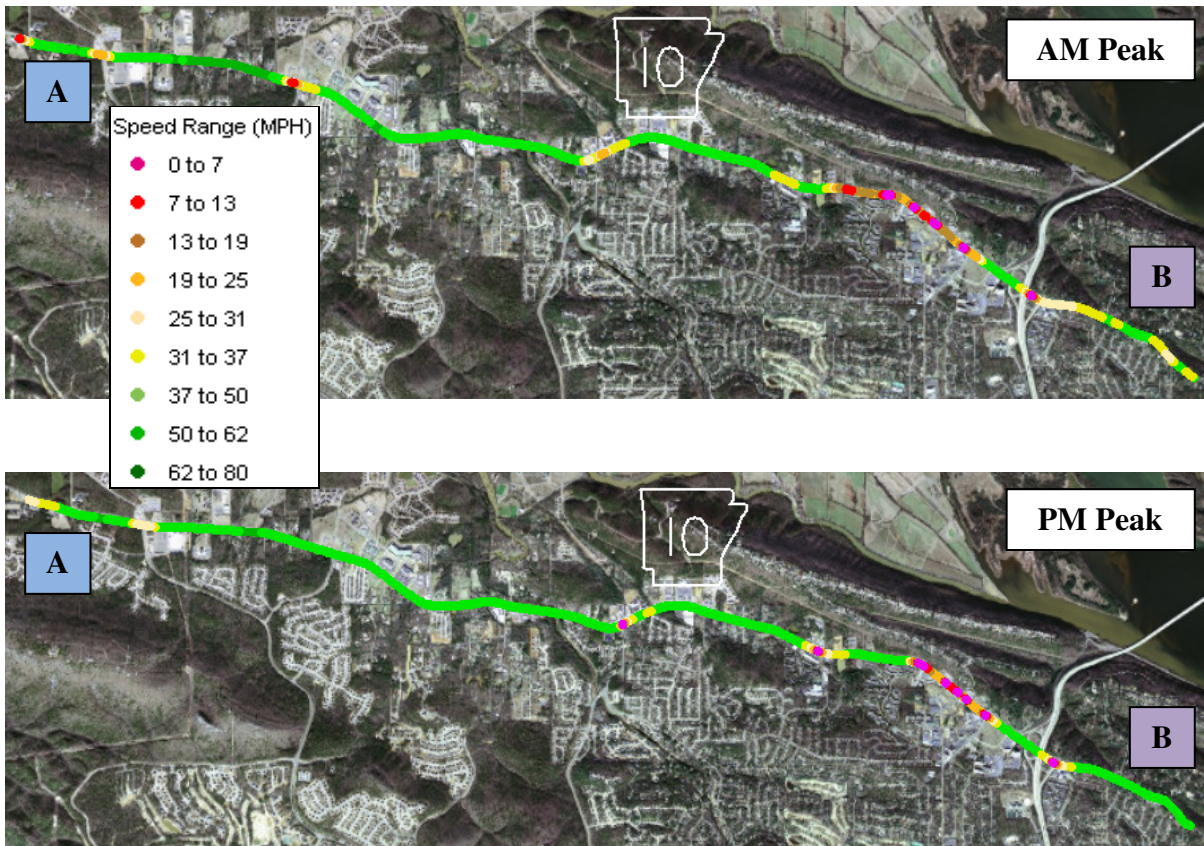 10
AM Peak
A
Speed Range (MPH)
0 to 7
7 to 13
13 to 19
19 to 25
25 to 31
31 to 37
37 to 50
50 to 62
62 to 80
B
10
PM Peak
A
B